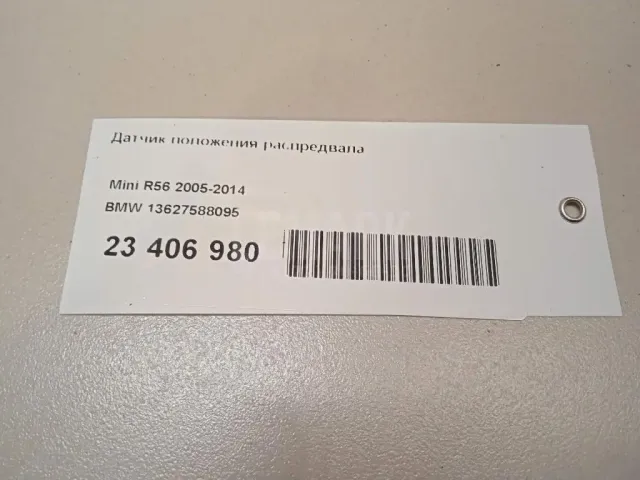 Датчик положения распредвала
Mini R56 2005-2014
BMW 13627588095
23 406 980